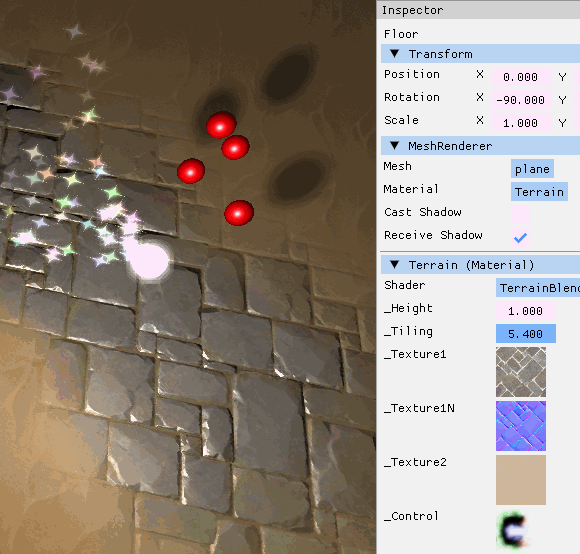 Inspector
Floor
▼ Transform
Position X 0.000 Y
Rotation X -90.000 Y
Scale X 1.000 Y
▼ MeshRenderer
Mesh plane
Material Terrain
Cast Shadow
Receive Shadow
▼ Terrain (Material)
Shader TerrainBlend
_Height 1.000
_Tiling 5.400
_Texture1
_Texture1N
_Texture2
_Control